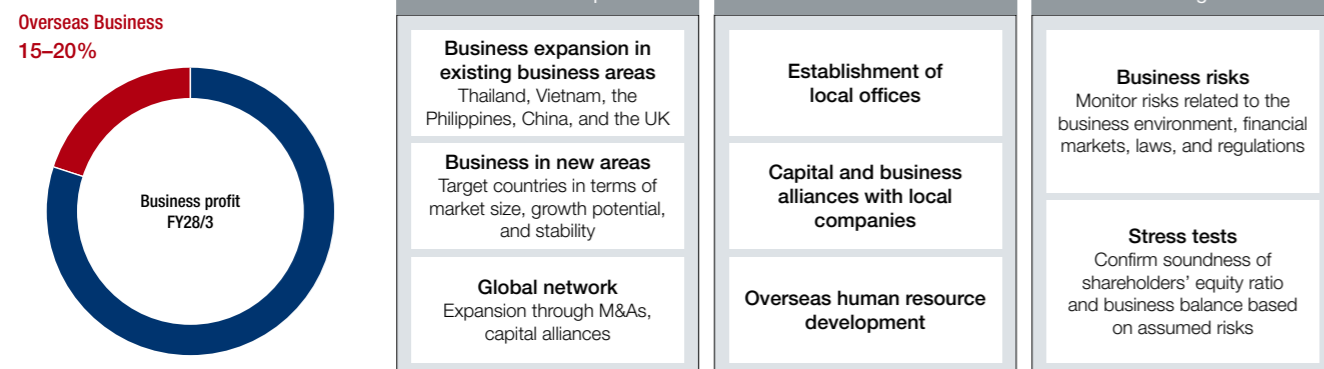 Overseas Business
15–20%
Business profit
FY28/3
Business expansion in
existing business areas
Thailand, Vietnam, the
Philippines, China, and the UK
Business in new areas
Target countries in terms of
market size, growth potential,
and stability
Global network
Expansion through M&As,
capital alliances
Establishment of
local offices
Capital and business
alliances with local
companies
Overseas human resource
development
Business risks
Monitor risks related to the
business environment, financial
markets, laws, and regulations
Stress tests
Confirm soundness of
shareholders’ equity ratio
and business balance based
on assumed risks